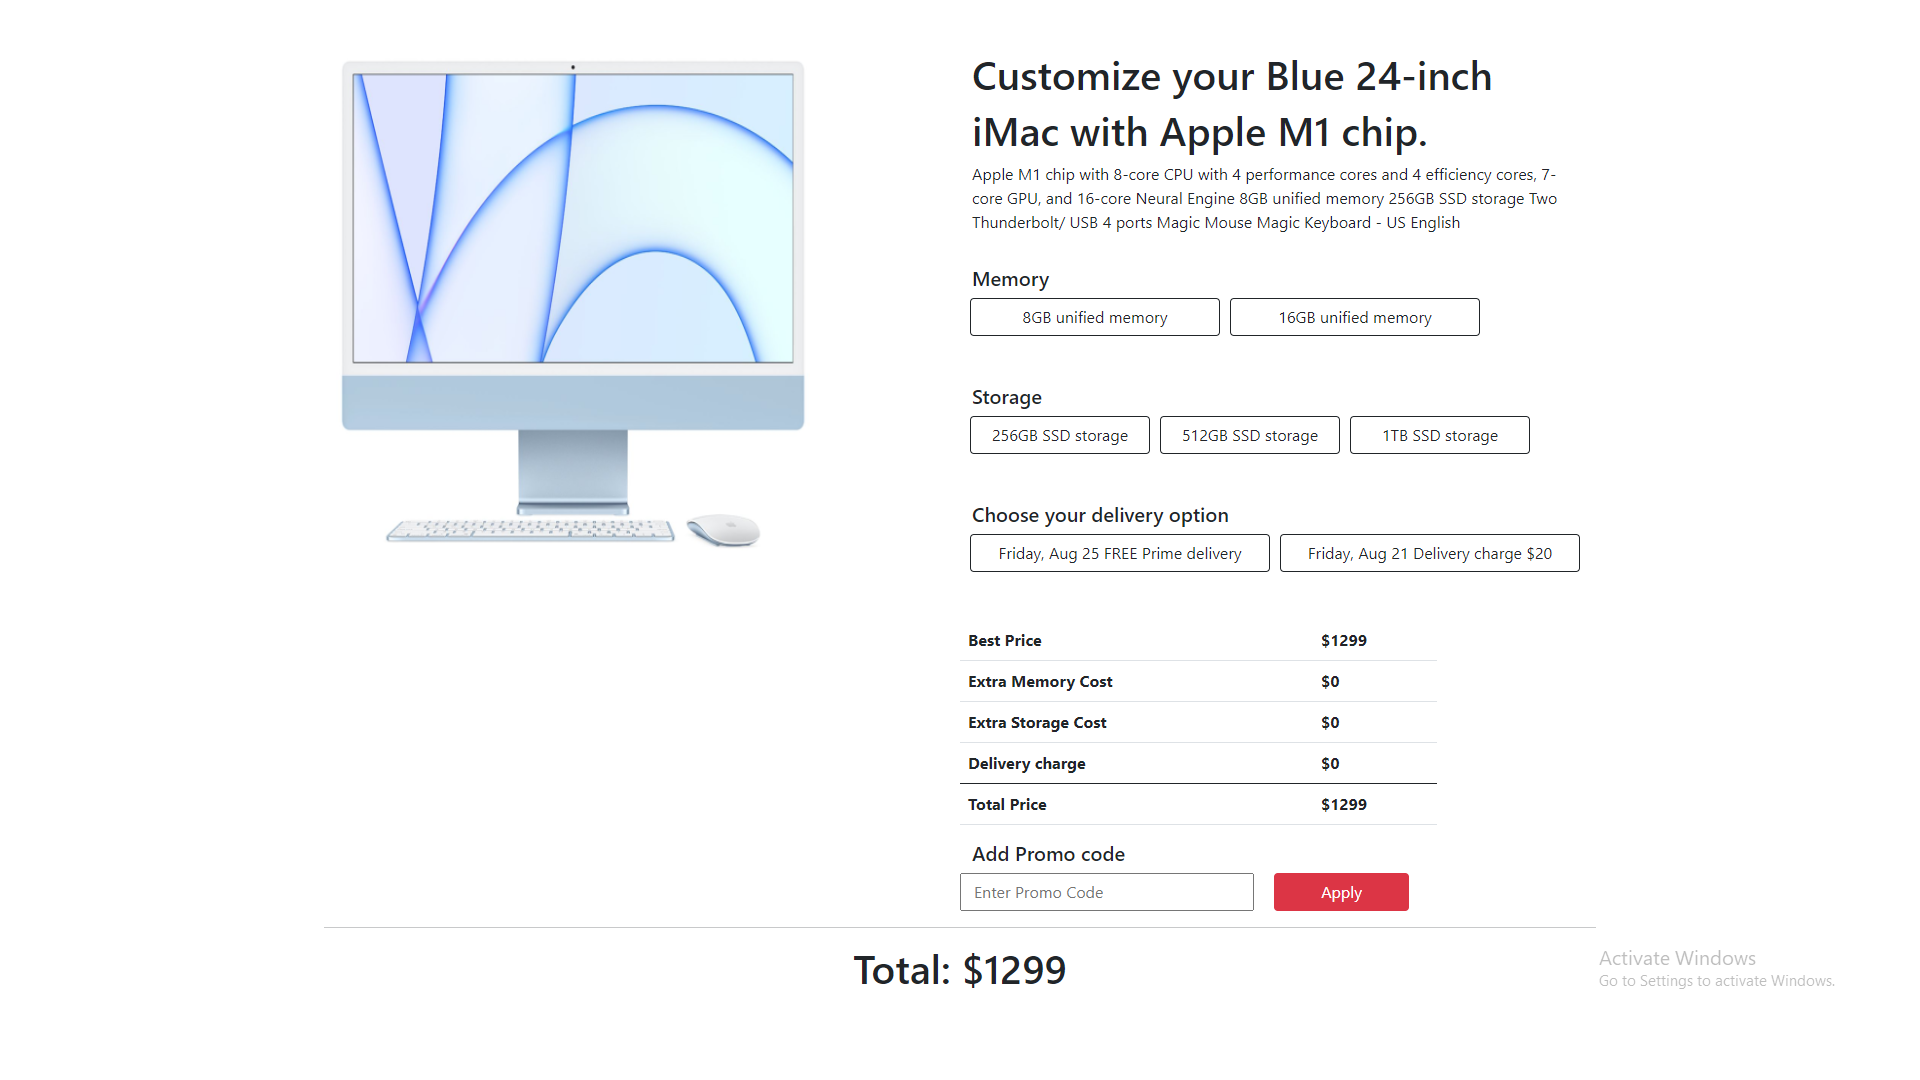 Customize your Blue 24-inch
iMac with Apple M1 chip.
Apple M1 chip with 8-core CPU with 4 performance cores and 4 efficiency cores, 7-
core GPU, and 16-core Neural Engine 8GB unified memory 256GB SSD storage Two
Thunderbolt/ USB 4 ports Magic Mouse Magic Keyboard - US English
Memory
8GB unified memory 16GB unified memory
Storage
256GB SSD storage 512GB SSD storage 1TB SSD storage
Choose your delivery option
Friday, Aug 25 FREE Prime delivery Friday, Aug 21 Delivery charge $20
Best Price $1299
Extra Memory Cost $0
Extra Storage Cost $0
Delivery charge $0
Total Price $1299
Add Promo code
Enter Promo Code Apply
Total: $1299
Activate Windows
Go to Settings to activate Windows.